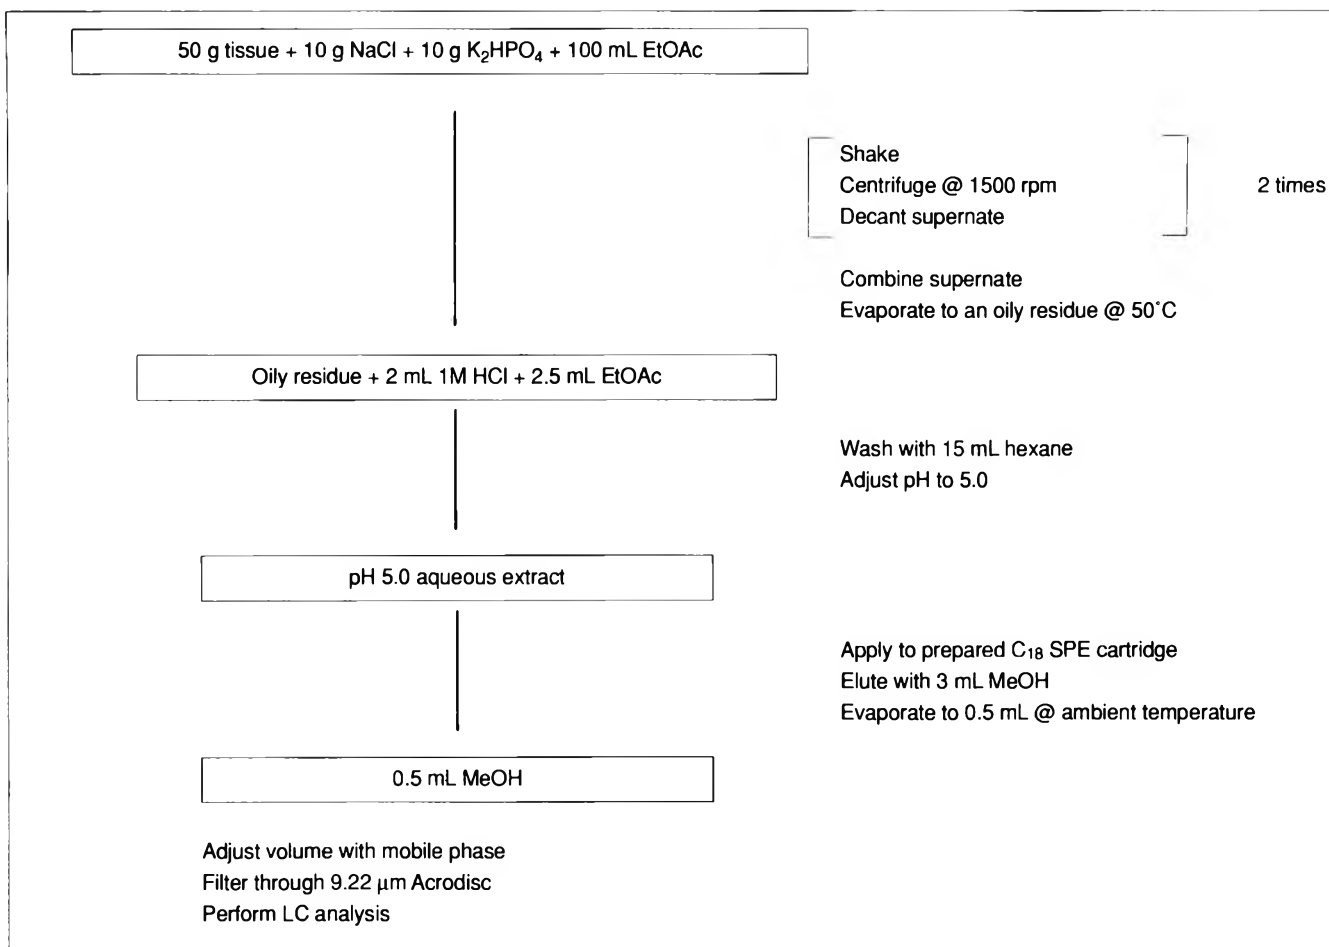 50 g tissue + 10 g NaCl + 10 g K₂HPO₄ + 100 mL EtOAc
Shake
Centrifuge @ 1500 rpm
Decant supernate
2 times
Combine supernate
Evaporate to an oily residue @ 50°C
Oily residue + 2 mL 1M HCl + 2.5 mL EtOAc
Wash with 15 mL hexane
Adjust pH to 5.0
pH 5.0 aqueous extract
Apply to prepared C₁₈ SPE cartridge
Elute with 3 mL MeOH
Evaporate to 0.5 mL @ ambient temperature
0.5 mL MeOH
Adjust volume with mobile phase
Filter through 9.22 µm Acrodisc
Perform LC analysis